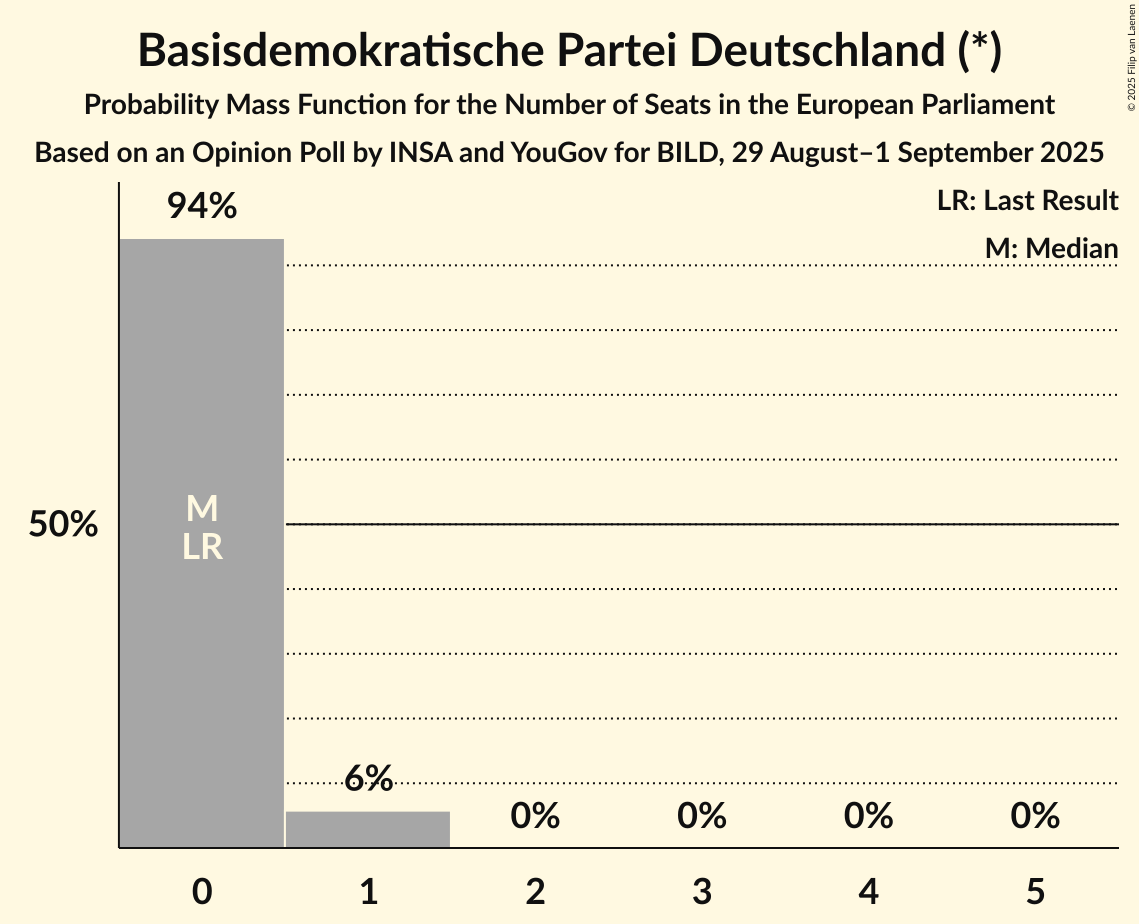 Basisdemokratische Partei Deutschland (*)
Probability Mass Function for the Number of Seats in the European Parliament
Based on an Opinion Poll by INSA and YouGov for BILD, 29 August–1 September 2025
© 2025 Filip van Laenen
LR: Last Result
M: Median
94%
M
LR
50%
6%
0%
0%
0%
0%
0
1
2
3
4
5